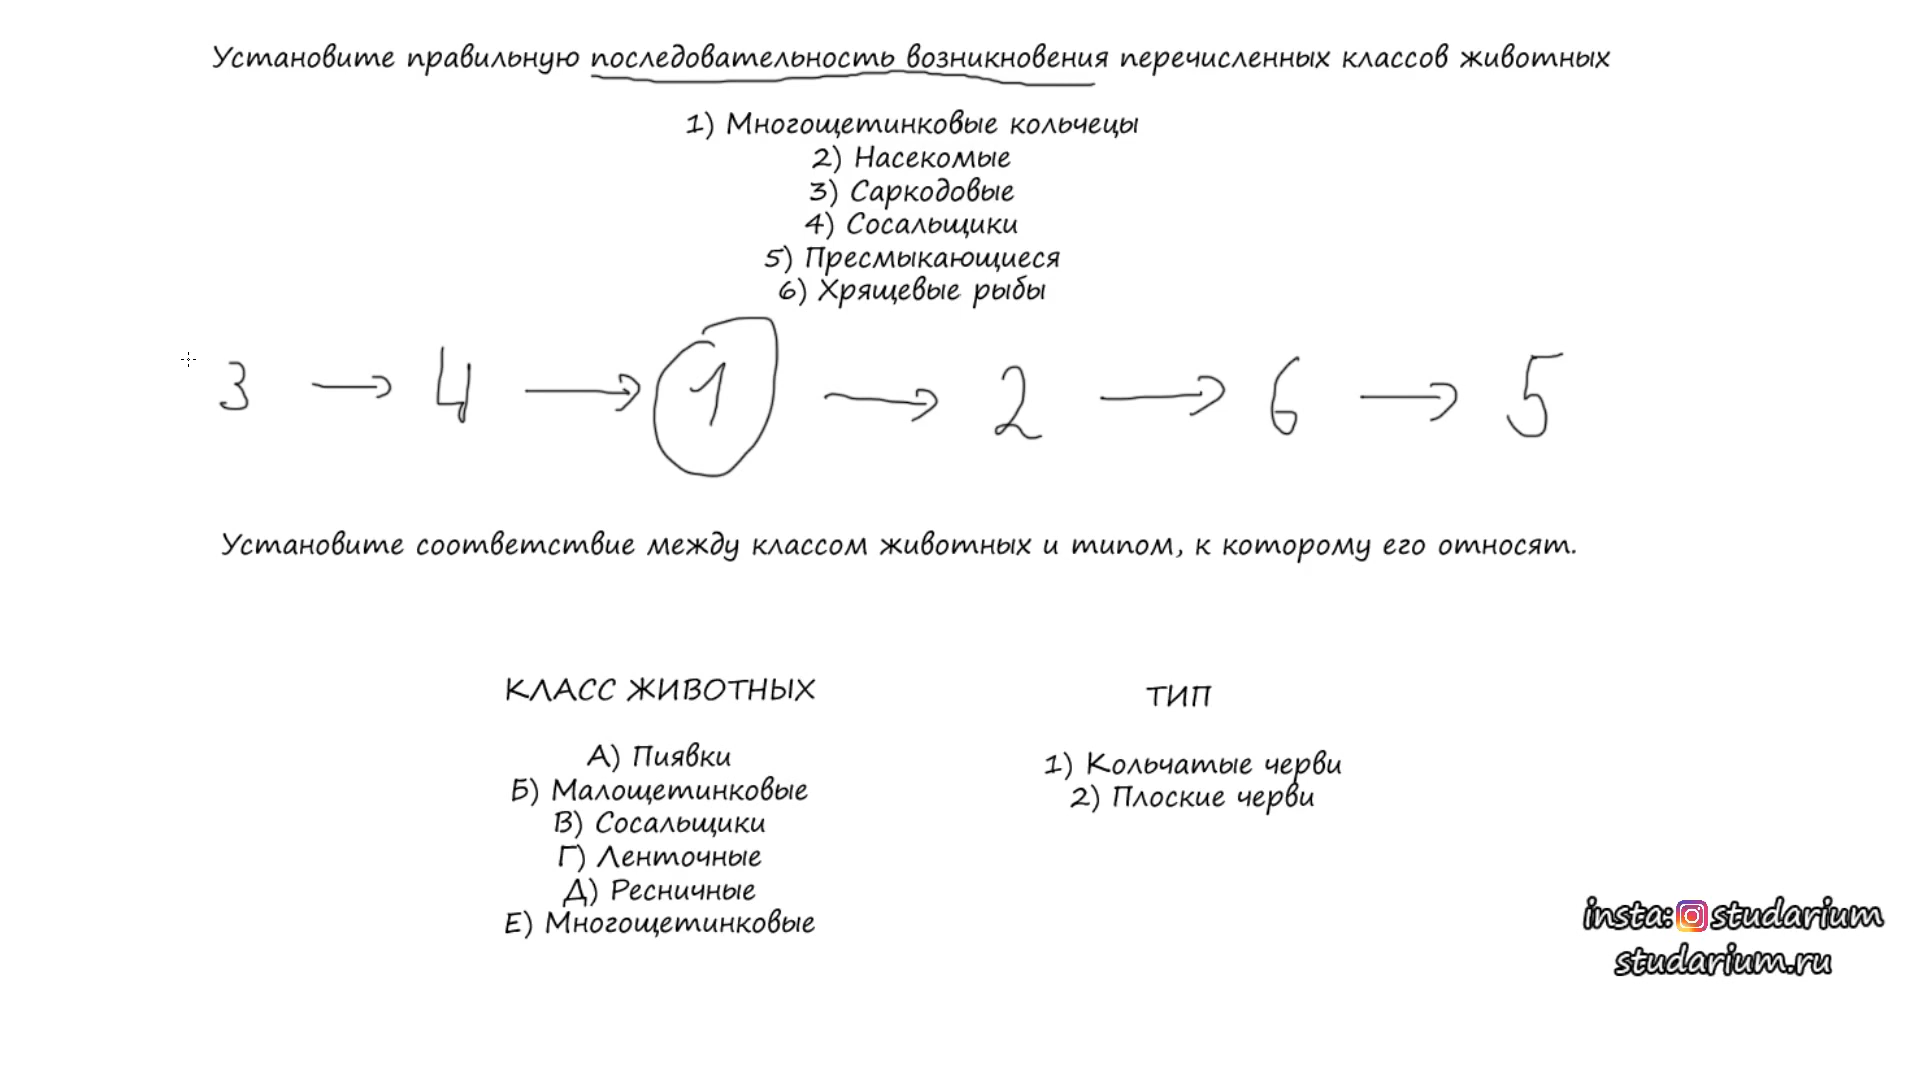 Установите правильную последовательность возникновения перечисленных классов животных
1) Многощетинковые кольчецы
2) Насекомые
3) Саркодовые
4) Сосальщики
5) Пресмыкающиеся
6) Хрящевые рыбы
3 → 4 → 1 → 2 → 6 → 5
Установите соответствие между классом животных и типом, к которому его относят.
КЛАСС ЖИВОТНЫХ
А) Пиявки
Б) Малощетинковые
В) Сосальщики
Г) Ленточные
Д) Ресничные
Е) Многощетинковые
ТИП
1) Кольчатые черви
2) Плоские черви
insta: studarium
studarium.ru